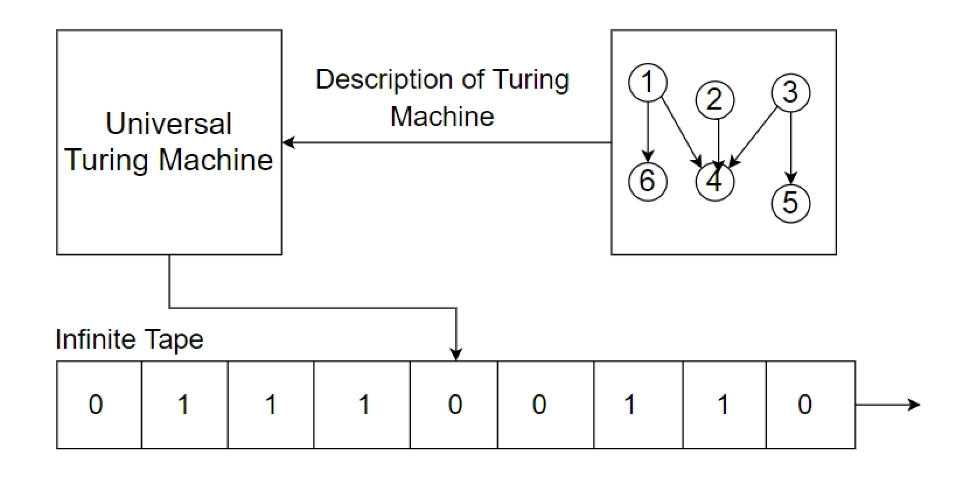 Universal
Turing Machine
Description of Turing
Machine
1
2
3
6
4
5
Infinite Tape
0 1 1 1 0 0 1 1 0